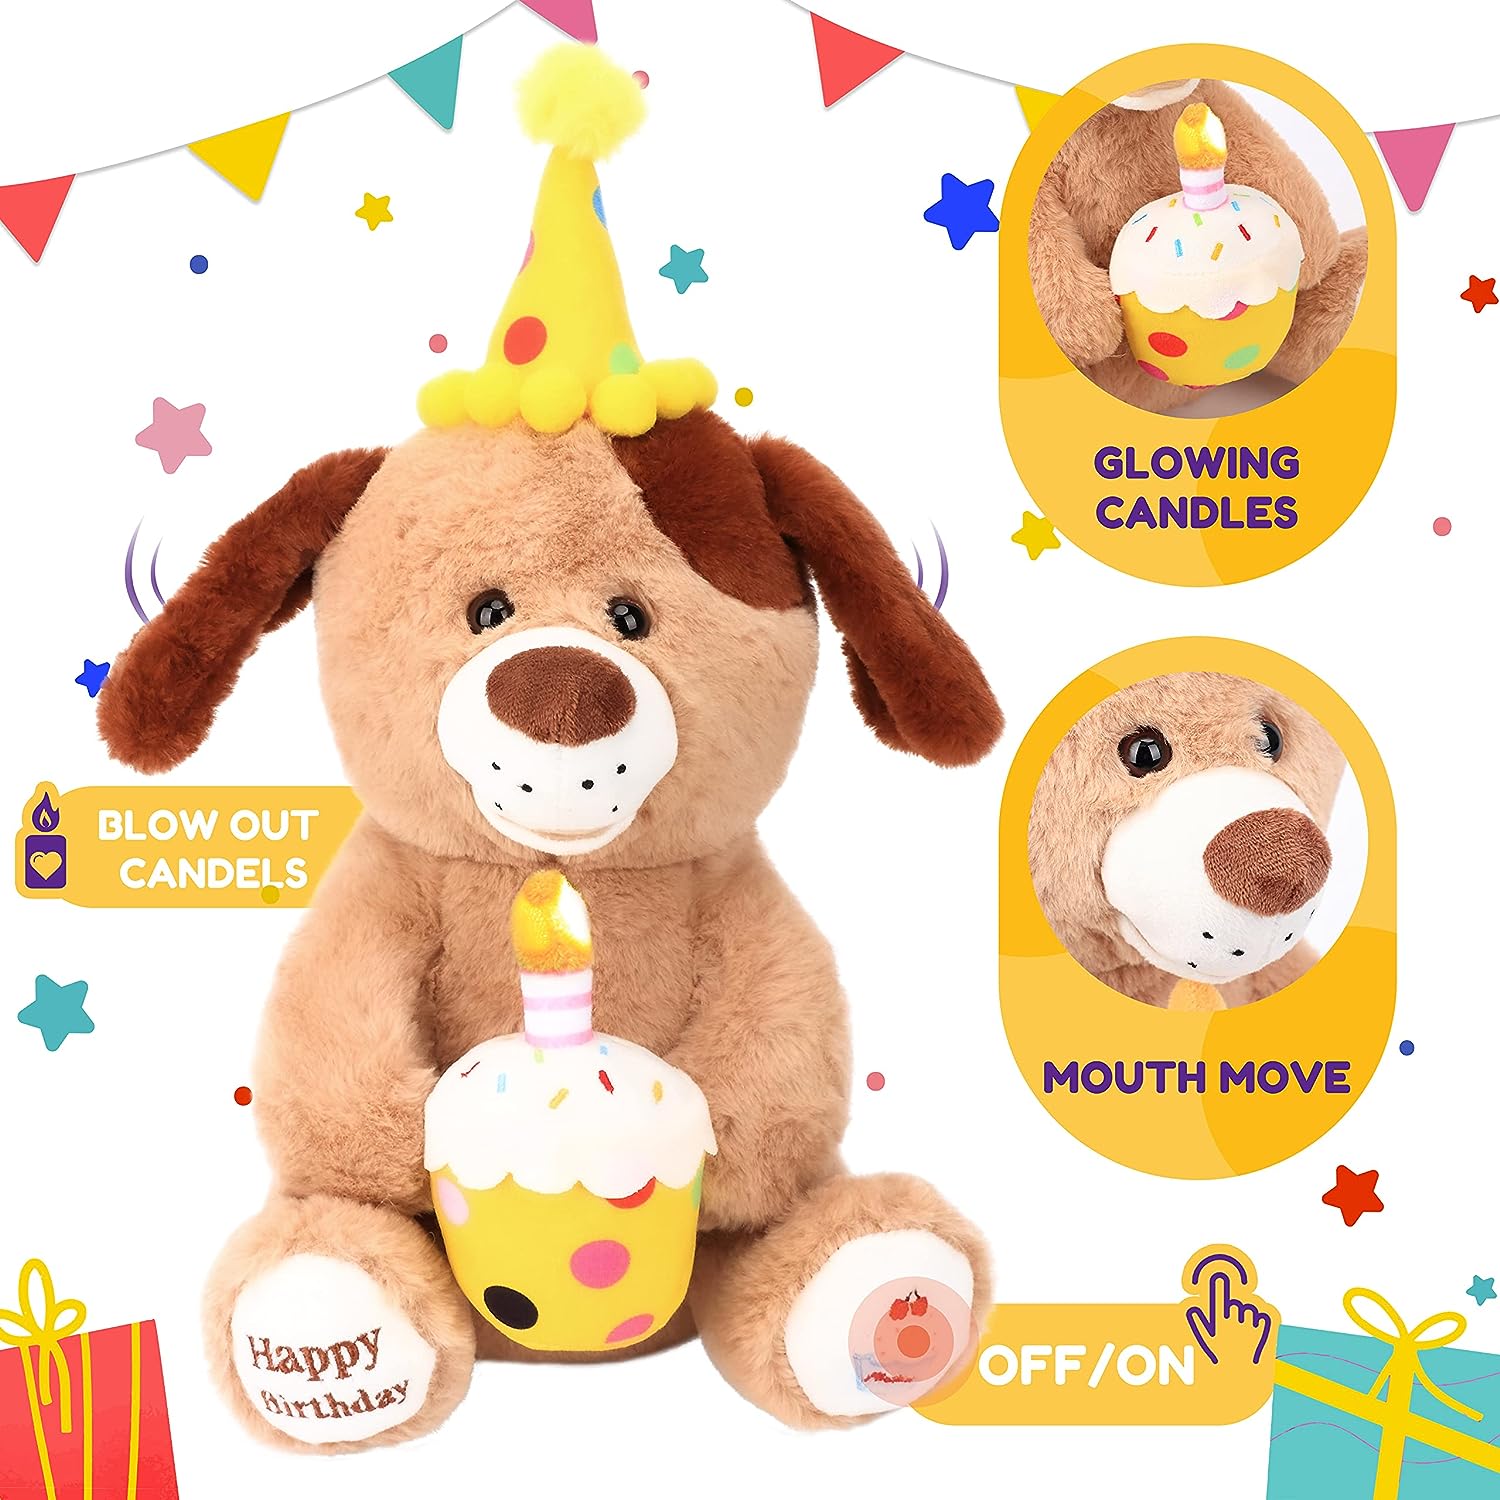 GLOWING
CANDLES
BLOW OUT
CANDELS
MOUTH MOVE
Happy
Birthday
OFF/ON